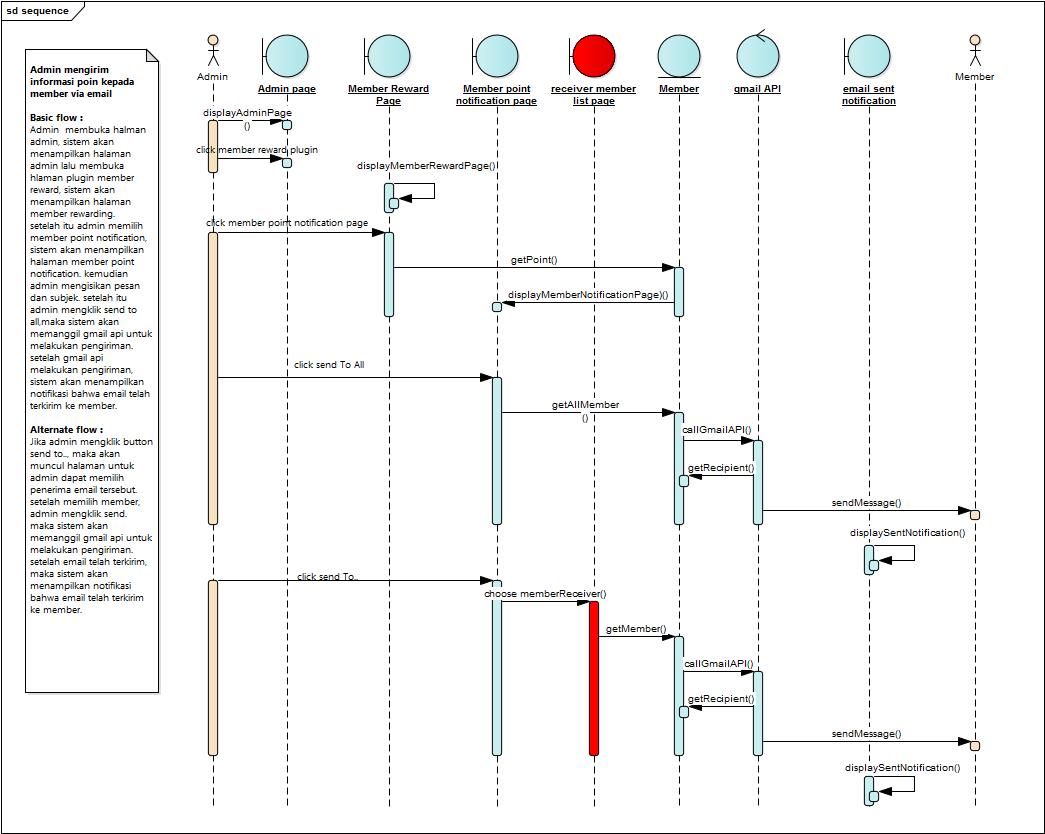 sd sequence
Admin mengirim
informasi poin kepada
member via email
Basic flow :
Admin membuka halman
admin, sistem akan
menampilkan halaman
admin lalu membuka
hlaman plugin member
reward, sistem akan
menampilkan halaman
member rewarding.
setelah itu admin memilih
member point notification,
sistem akan menampilkan
halaman member point
notification. kemudian
admin mengisikan pesan
dan subjek. setelah itu
admin mengklik send to
all,maka sistem akan
memanggil gmail api untuk
melakukan pengiriman.
setelah gmail api
melakukan pengiriman,
sistem akan menampilkan
notifikasi bahwa email telah
terkirim ke member.
Alternate flow :
Jika admin mengklik button
send to.., maka akan
muncul halaman untuk
admin dapat memilih
penerima email tersebut.
setelah memilih member,
admin mengklik send.
maka sistem akan
memanggil gmail api untuk
melakukan pengiriman.
setelah email telah terkirim,
maka sistem akan
menampilkan notifikasi
bahwa email telah terkirim
ke member.
Admin
Admin page
Member Reward
Page
Member point
notification page
receiver member
list page
Member
gmail API
email sent
notification
Member
displayAdminPage
()
click member reward plugin
displayMemberRewardPage()
click member point notification page
getPoint()
displayMemberNotificationPage)()
click send To All
getAllMember
()
callGmailAPI()
getRecipient()
sendMessage()
displaySentNotification()
click send To..
choose memberReceiver()
getMember()
callGmailAPI()
getRecipient()
sendMessage()
displaySentNotification()